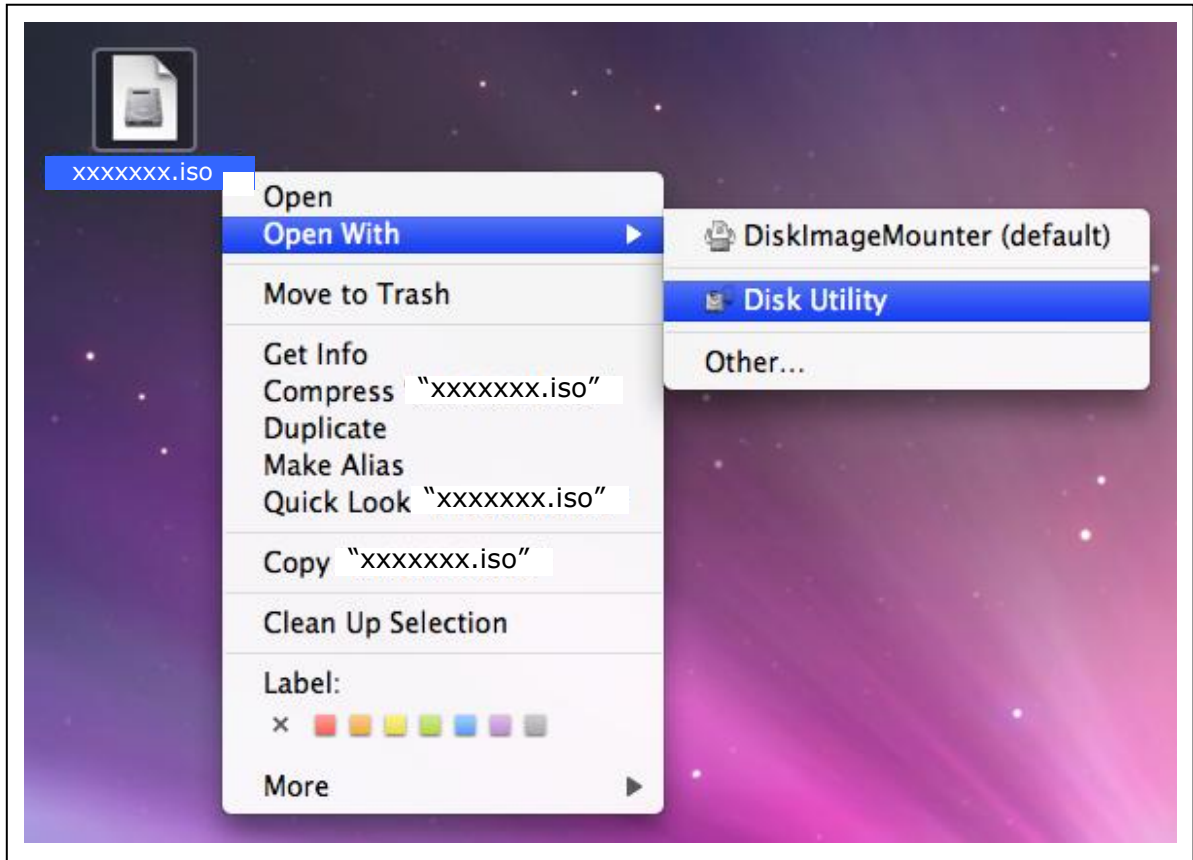 xxxxxxx.iso
Open
Open With
DiskImageMounter (default)
Disk Utility
Other...
Move to Trash
Get Info
Compress “xxxxxxx.iso”
Duplicate
Make Alias
Quick Look “xxxxxxx.iso”
Copy “xxxxxxx.iso”
Clean Up Selection
Label:
More